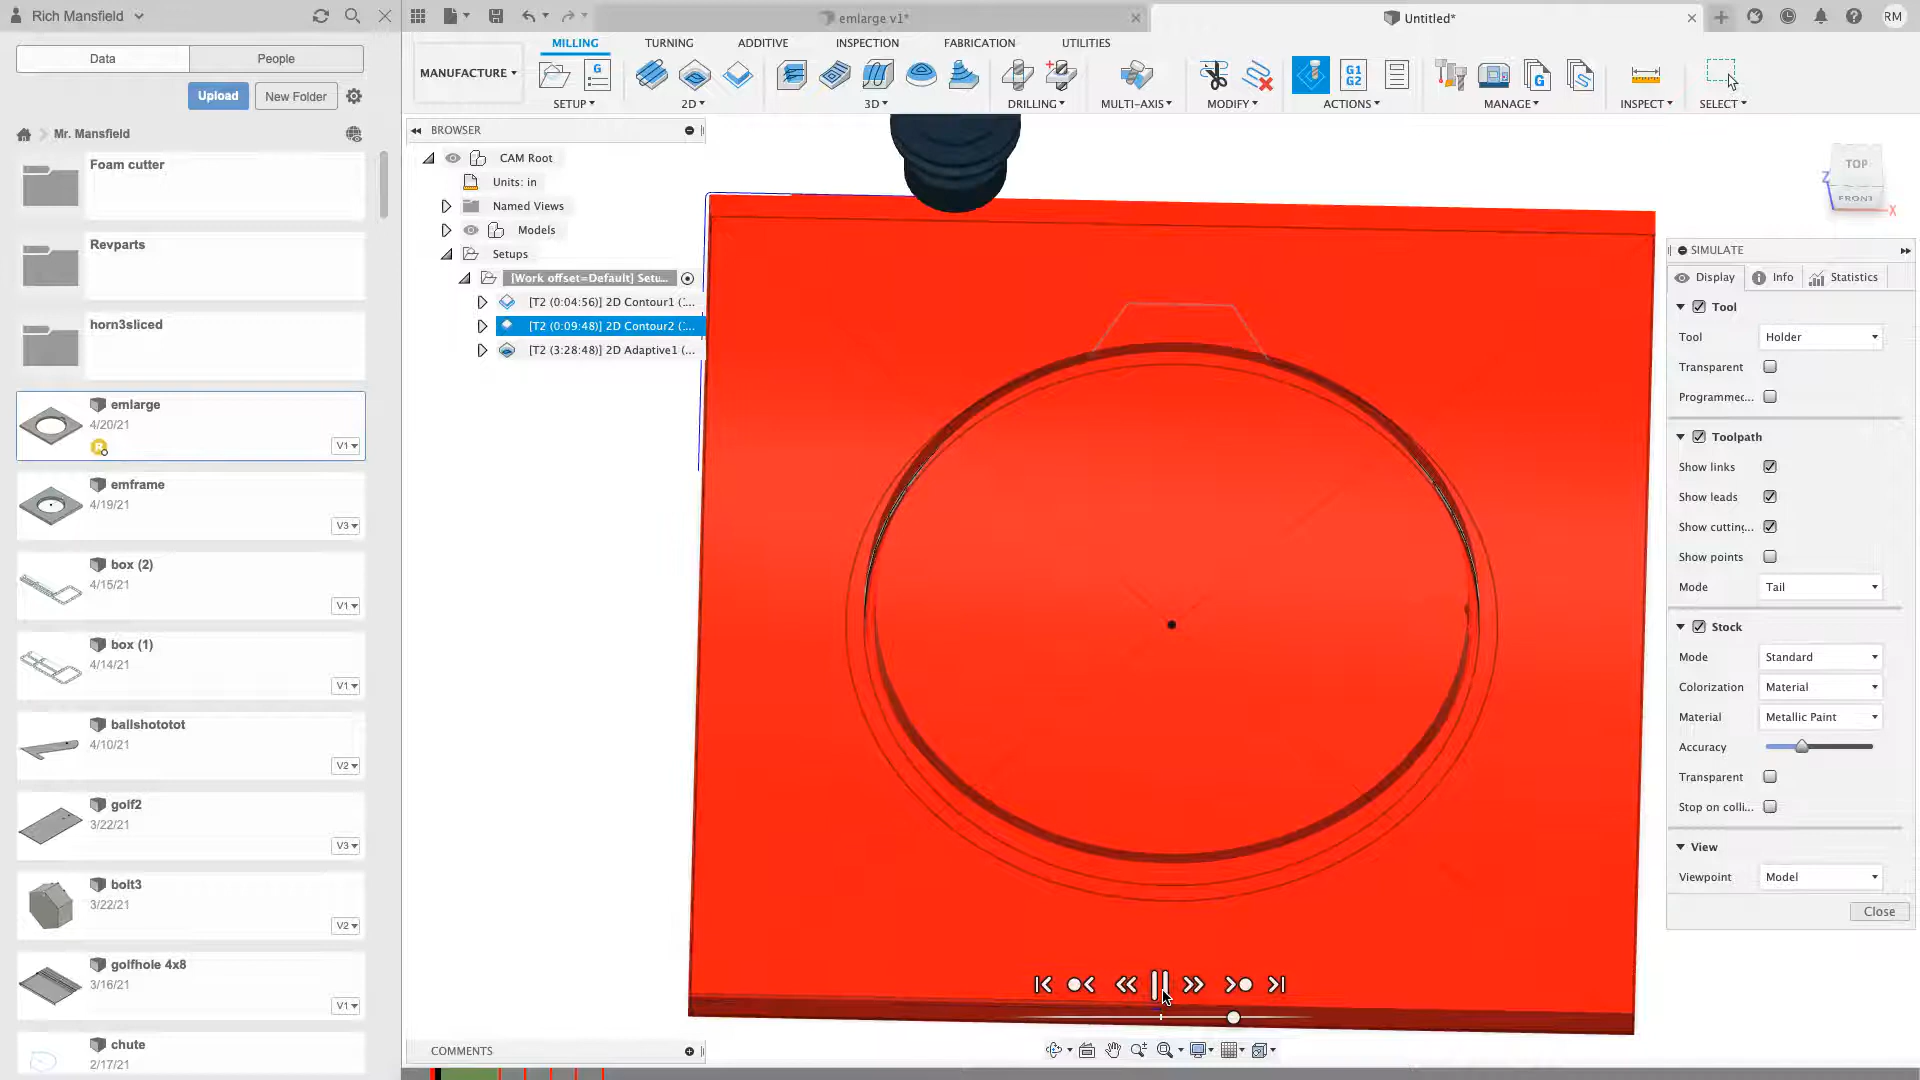 Rich Mansfield
emlarge v1*
Untitled*
RM
Data
People
Upload
New Folder
Mr. Mansfield
Foam cutter
Revparts
horn3sliced
emlarge
4/20/21
V1
emframe
4/19/21
V3
box (2)
4/15/21
V1
box (1)
4/14/21
V1
ballshototot
4/10/21
V2
golf2
3/22/21
V3
bolt3
3/22/21
V2
golfhole 4x8
3/16/21
V1
chute
2/17/21
MANUFACTURE
MILLING
TURNING
ADDITIVE
INSPECTION
FABRICATION
UTILITIES
G
G1
G2
G
SETUP
2D
3D
DRILLING
MULTI-AXIS
MODIFY
ACTIONS
MANAGE
INSPECT
SELECT
BROWSER
CAM Root
Units: in
Named Views
Models
Setups
[Work offset=Default] Setu...
[T2 (0:04:56)] 2D Contour1 (:...
[T2 (0:09:48)] 2D Contour2 (:...
[T2 (3:28:48)] 2D Adaptive1 (...
TOP
FRONT
Z
X
SIMULATE
Display
Info
Statistics
Tool
Tool
Holder
Transparent
Programmec...
Toolpath
Show links
Show leads
Show cutting...
Show points
Mode
Tail
Stock
Mode
Standard
Colorization
Material
Material
Metallic Paint
Accuracy
Transparent
Stop on colli...
View
Viewpoint
Model
Close
COMMENTS